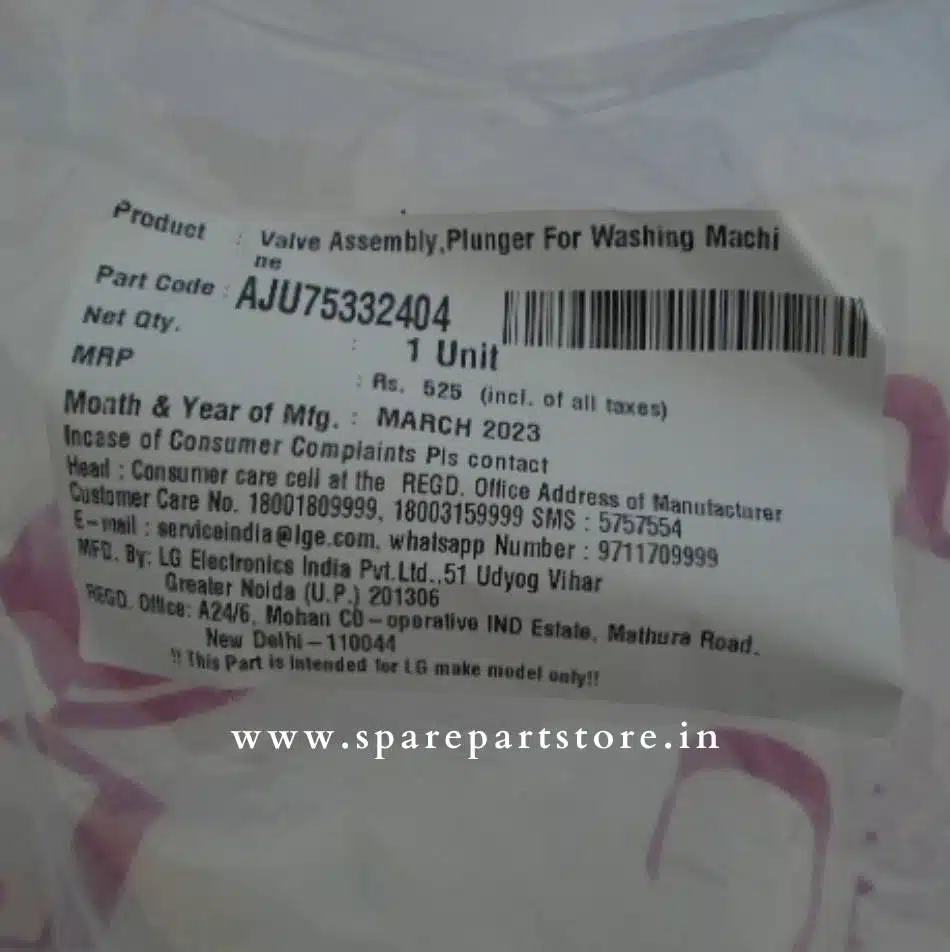 Product : Valve Assembly,Plunger For Washing Machi
ne
Part Code : AJU75332404
Net Qty. : 1 Unit
MRP : Rs. 525 (incl. of all taxes)
Month & Year of Mfg. : MARCH 2023
Incase of Consumer Complaints Pls contact
Head : Consumer care cell at the REGD. Office Address of Manufacturer
Customer Care No. 18001809999, 18003159999 SMS : 5757554
E-mail : serviceindia@lge.com, whatsapp Number : 9711709999
MFD. By: LG Electronics India Pvt.Ltd.,51 Udyog Vihar
Greater Noida (U.P.) 201306
REGD. Office: A24/6, Mohan CO-operative IND Estate, Mathura Road.
New Delhi-110044
!! This Part is intended for LG make model only!!
www.sparepartstore.in